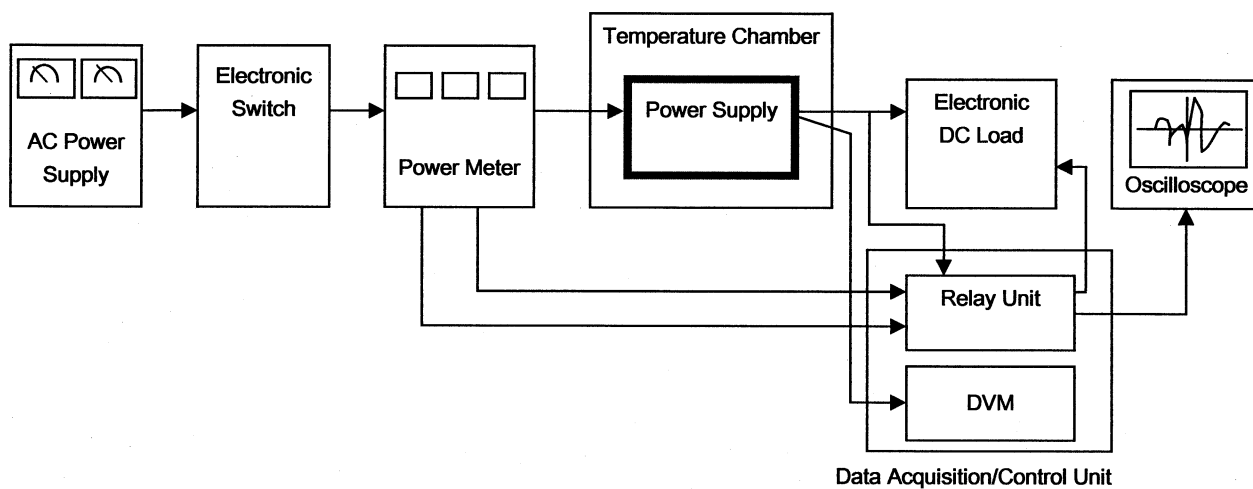 AC Power
Supply
Electronic
Switch
Power Meter
Temperature Chamber
Power Supply
Electronic
DC Load
Oscilloscope
Relay Unit
DVM
Data Acquisition/Control Unit